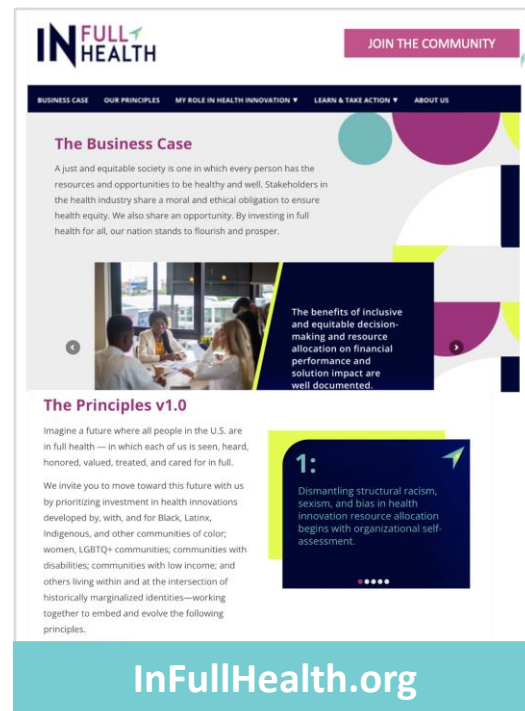 IN FULL
HEALTH
JOIN THE COMMUNITY
BUSINESS CASE OUR PRINCIPLES MY ROLE IN HEALTH INNOVATION ▼ LEARN & TAKE ACTION ▼ ABOUT US
The Business Case
A just and equitable society is one in which every person has the
resources and opportunities to be healthy and well. Stakeholders in
the health industry share a moral and ethical obligation to ensure
health equity. We also share an opportunity. By investing in full
health for all, our nation stands to flourish and prosper.
The benefits of inclusive
and equitable decision-
making and resource
allocation on financial
performance and
solution impact are
well documented.
The Principles v1.0
Imagine a future where all people in the U.S. are
in full health — in which each of us is seen, heard,
honored, valued, treated, and cared for in full.
We invite you to move toward this future with us
by prioritizing investment in health innovations
developed by, with, and for Black, Latinx,
Indigenous, and other communities of color;
women, LGBTQ+ communities; communities with
disabilities; communities with low income; and
others living within and at the intersection of
historically marginalized identities—working
together to embed and evolve the following
principles.
1:
Dismantling structural racism,
sexism, and bias in health
innovation resource allocation
begins with organizational self-
assessment.
InFullHealth.org